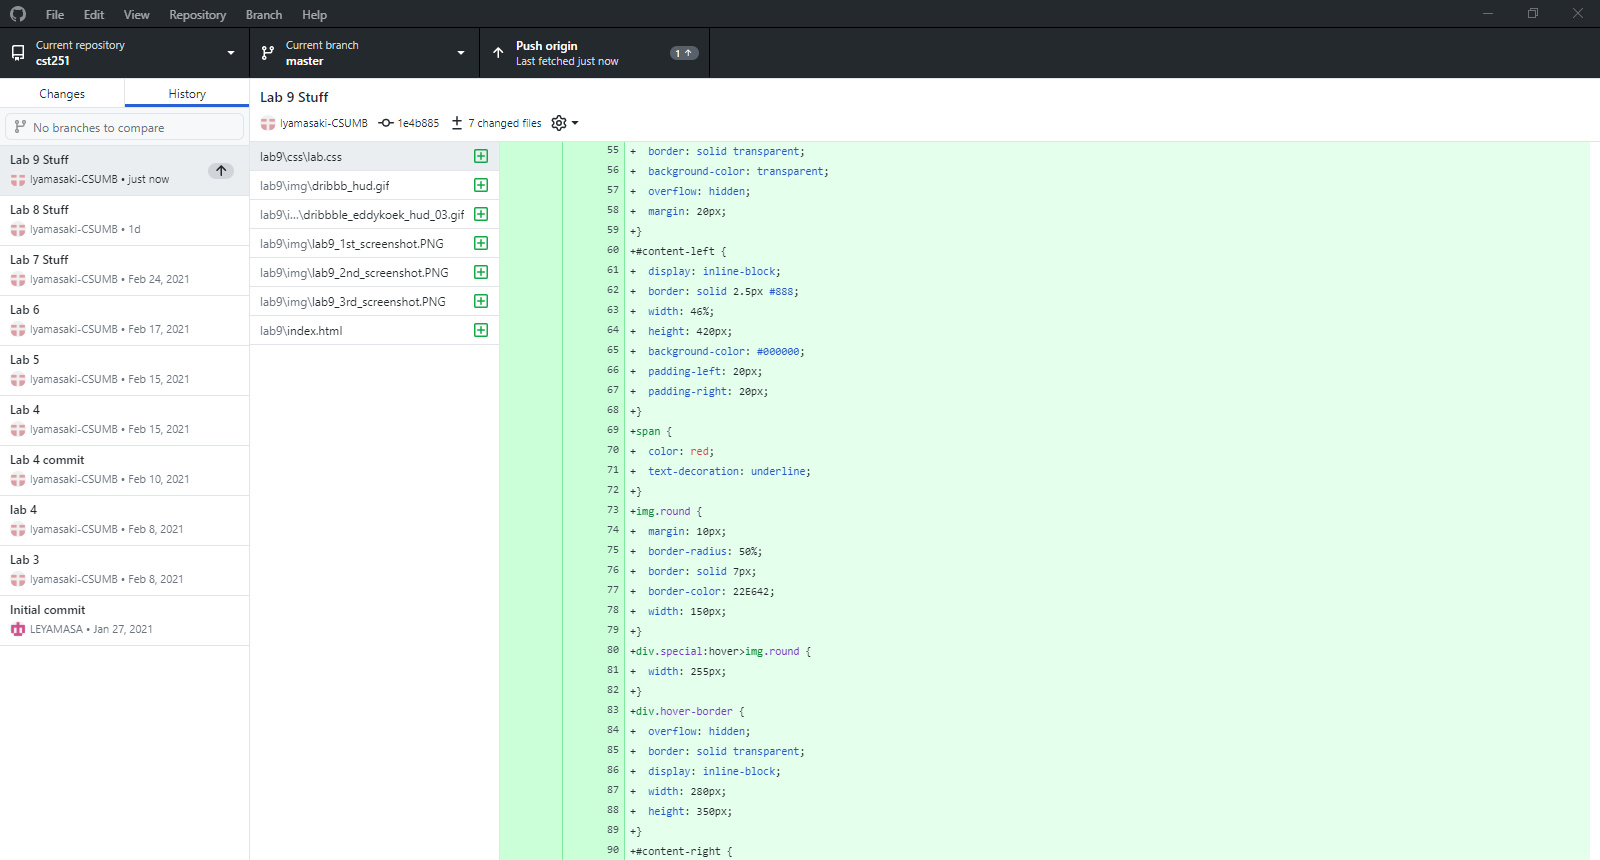 File Edit View Repository Branch Help
Current repository
cst251
Current branch
master
Push origin
Last fetched just now
1
Changes History
No branches to compare
Lab 9 Stuff
lyamasaki-CSUMB • just now
Lab 8 Stuff
lyamasaki-CSUMB • 1d
Lab 7 Stuff
lyamasaki-CSUMB • Feb 24, 2021
Lab 6
lyamasaki-CSUMB • Feb 17, 2021
Lab 5
lyamasaki-CSUMB • Feb 15, 2021
Lab 4
lyamasaki-CSUMB • Feb 15, 2021
Lab 4 commit
lyamasaki-CSUMB • Feb 10, 2021
lab 4
lyamasaki-CSUMB • Feb 8, 2021
Lab 3
lyamasaki-CSUMB • Feb 8, 2021
Initial commit
LEYAMASA • Jan 27, 2021
Lab 9 Stuff
lyamasaki-CSUMB 1e4b885 7 changed files
lab9\css\lab.css
lab9\img\dribbb_hud.gif
lab9\i...\dribbble_eddykoek_hud_03.gif
lab9\img\lab9_1st_screenshot.PNG
lab9\img\lab9_2nd_screenshot.PNG
lab9\img\lab9_3rd_screenshot.PNG
lab9\index.html
55 +  border: solid transparent;
56 +  background-color: transparent;
57 +  overflow: hidden;
58 +  margin: 20px;
59 +}
60 +#content-left {
61 +  display: inline-block;
62 +  border: solid 2.5px #888;
63 +  width: 46%;
64 +  height: 420px;
65 +  background-color: #000000;
66 +  padding-left: 20px;
67 +  padding-right: 20px;
68 +}
69 +span {
70 +  color: red;
71 +  text-decoration: underline;
72 +}
73 +img.round {
74 +  margin: 10px;
75 +  border-radius: 50%;
76 +  border: solid 7px;
77 +  border-color: 22E642;
78 +  width: 150px;
79 +}
80 +div.special:hover>img.round {
81 +  width: 255px;
82 +}
83 +div.hover-border {
84 +  overflow: hidden;
85 +  border: solid transparent;
86 +  display: inline-block;
87 +  width: 280px;
88 +  height: 350px;
89 +}
90 +#content-right {